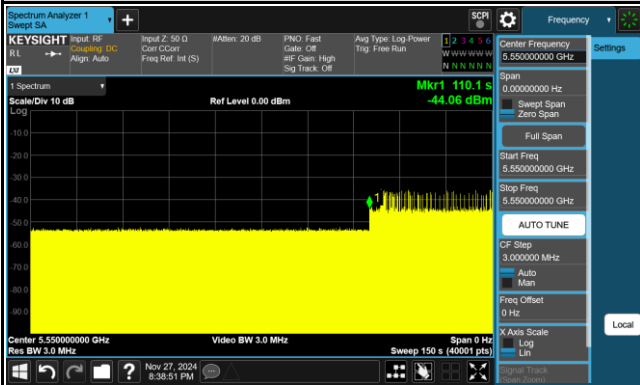 Spectrum Analyzer 1
Swept SA
SCPI
Frequency
KEYSIGHT
Input: RF
Input Z: 50 Ω
#Atten: 20 dB
PNO: Fast
Avg Type: Log-Power
1 2 3 4 5 6
RL
Coupling: DC
Corr CCorr
Gate: Off
Trig: Free Run
W W W W W W
Align: Auto
Freq Ref: Int (S)
#IF Gain: High
Sig Track: Off
N N N N N N
LXI
1 Spectrum
Mkr1 110.1 s
Scale/Div 10 dB
Ref Level 0.00 dBm
-44.06 dBm
Log
-10.0
-20.0
-30.0
-40.0
1
-50.0
-60.0
-70.0
-80.0
-90.0
Center 5.550000000 GHz
Video BW 3.0 MHz
Span 0 Hz
Res BW 3.0 MHz
Sweep 150 s (40001 pts)
Nov 27, 2024
8:38:51 PM
?
Center Frequency
5.550000000 GHz
Settings
Span
0.00000000 Hz
Swept Span
Zero Span
Full Span
Start Freq
5.550000000 GHz
Stop Freq
5.550000000 GHz
AUTO TUNE
CF Step
3.000000 MHz
Auto
Man
Freq Offset
0 Hz
X Axis Scale
Log
Lin
Local
Signal Track
(Span Zoom)